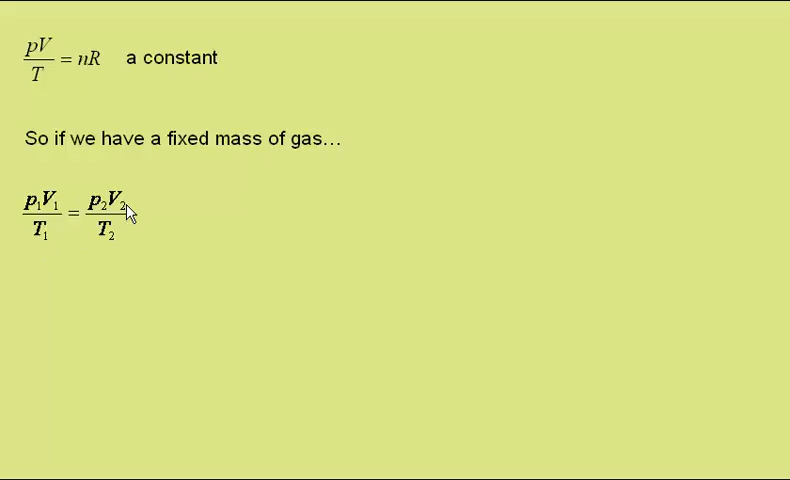 pV/T = nR a constant
So if we have a fixed mass of gas...
p₁V₁/T₁ = p₂V₂/T₂